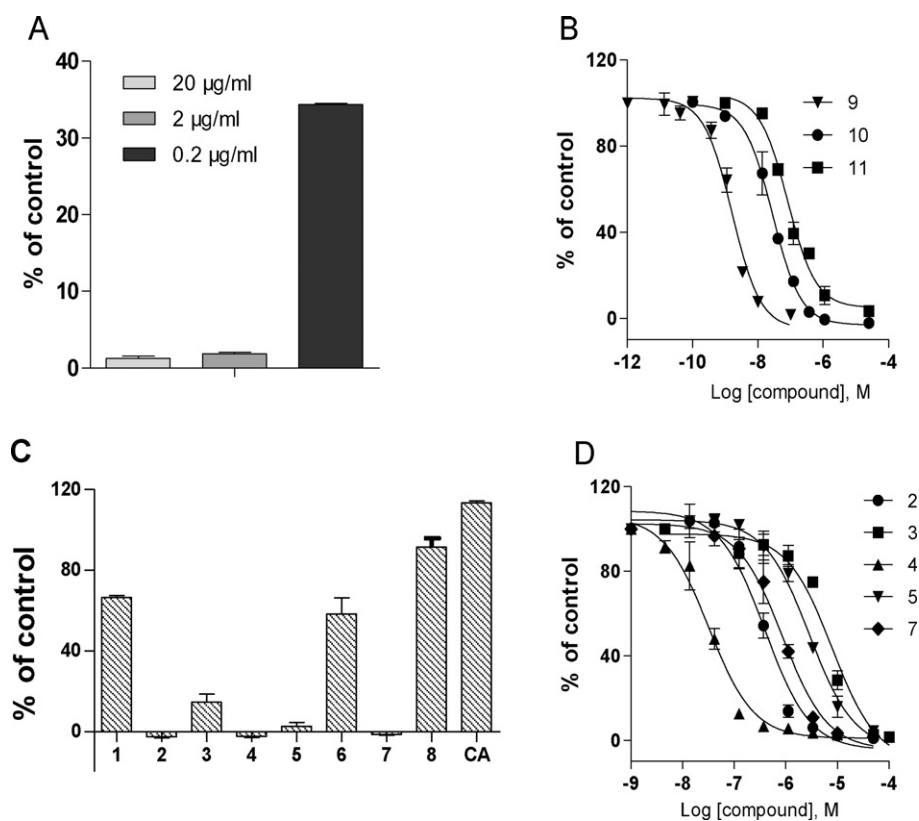 A
% of control
40
30
20
10
0
20 µg/ml
2 µg/ml
0.2 µg/ml
B
% of control
120
80
40
0
-12 -10 -8 -6 -4
Log [compound], M
9
10
11
C
% of control
120
80
40
0
1 2 3 4 5 6 7 8 CA
D
% of control
120
80
40
0
-9 -8 -7 -6 -5 -4
Log [compound], M
2
3
4
5
7